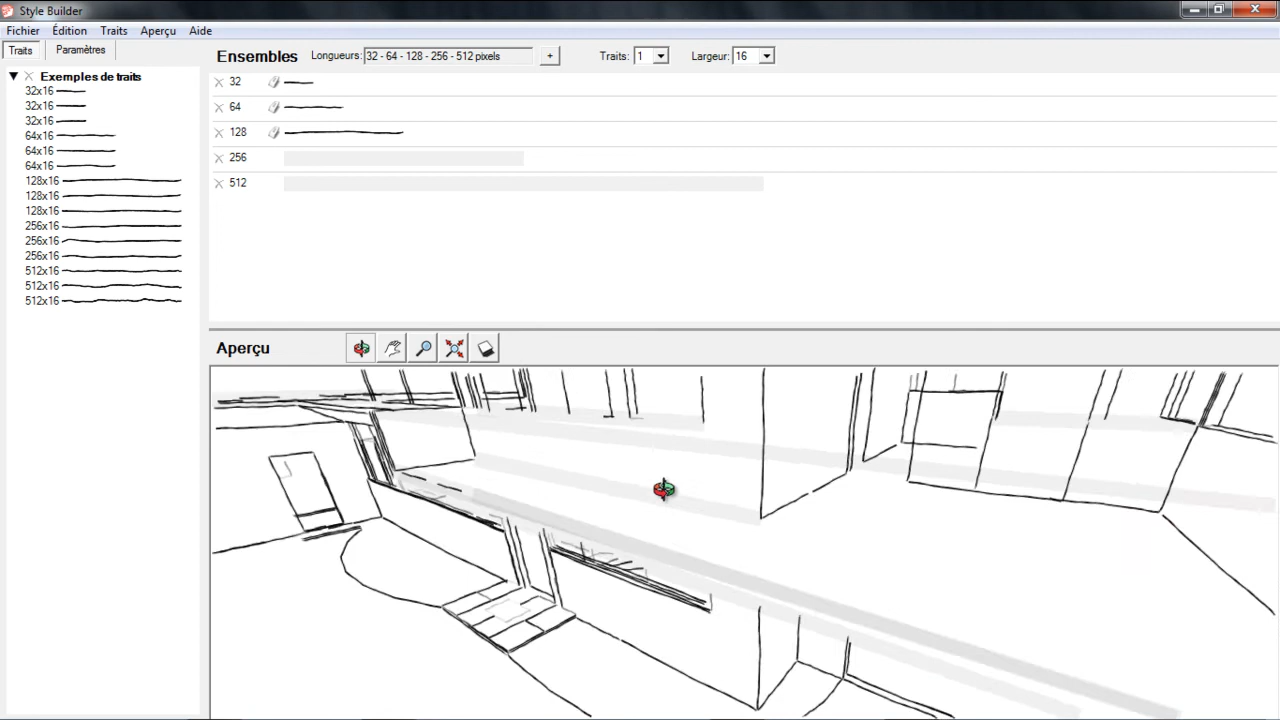 Style Builder
Fichier Édition Traits Aperçu Aide
Traits Paramètres
Exemples de traits
32x16
32x16
32x16
64x16
64x16
64x16
128x16
128x16
128x16
256x16
256x16
256x16
512x16
512x16
512x16
Ensembles Longueurs: 32 - 64 - 128 - 256 - 512 pixels + Traits: 1 Largeur: 16
32
64
128
256
512
Aperçu